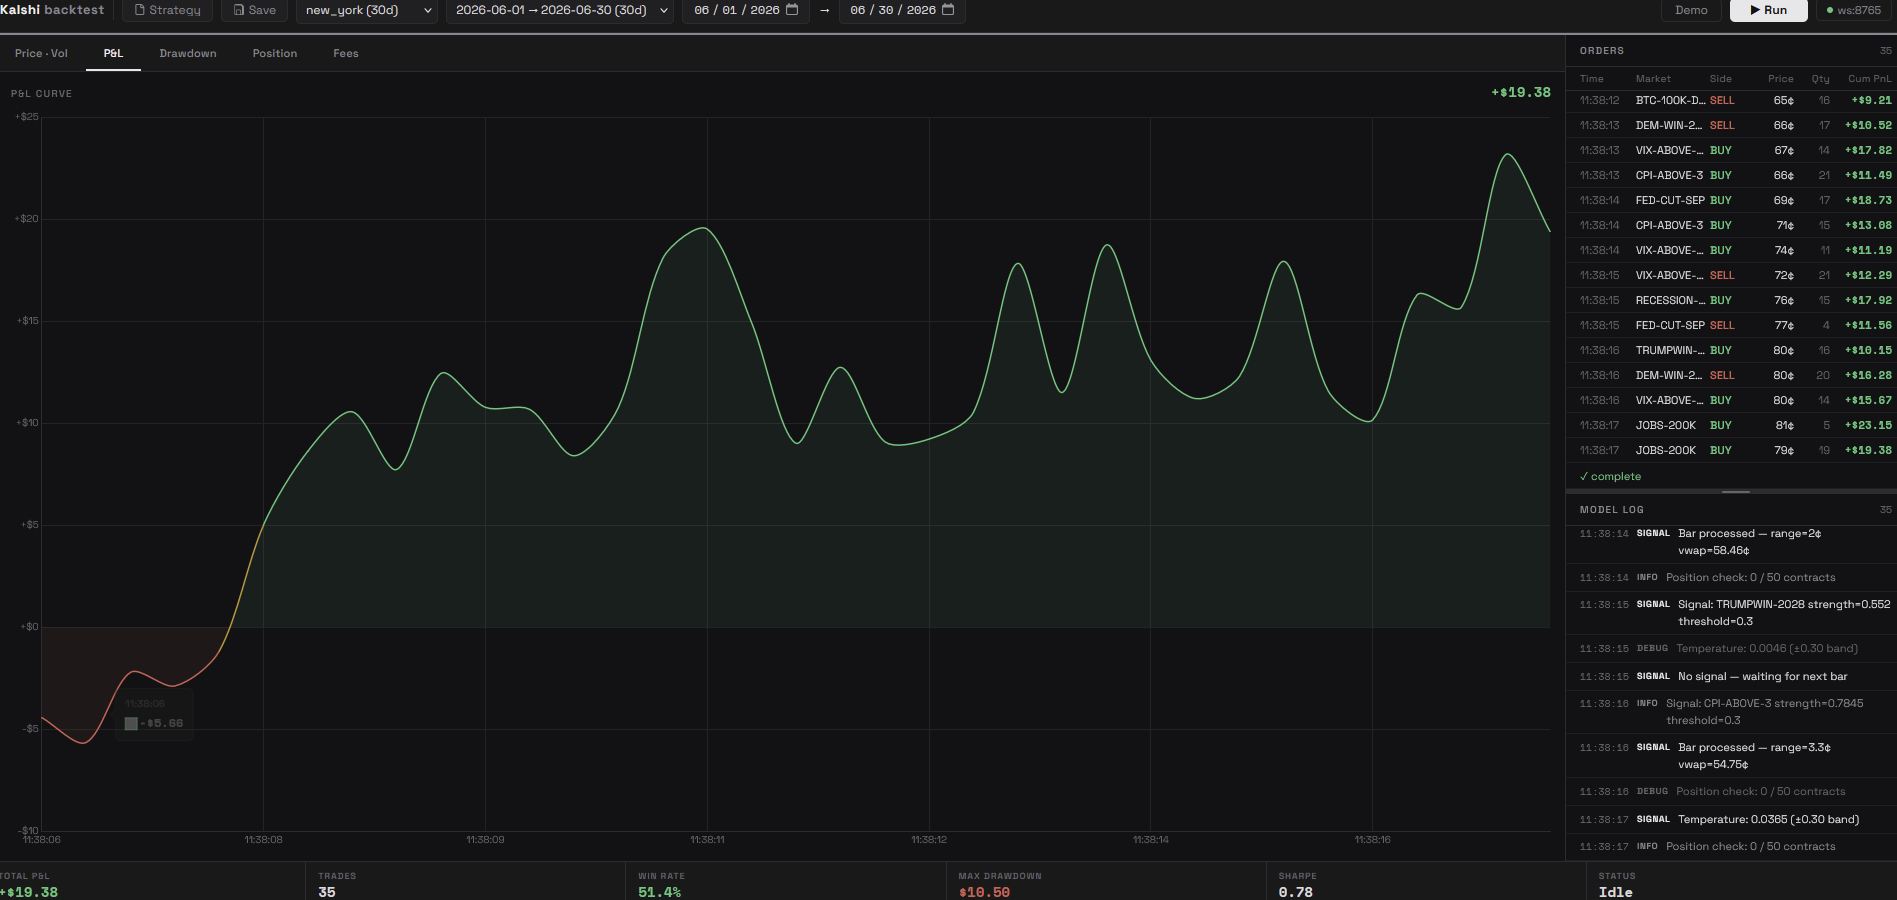 Kalshi backtest Strategy Save new_york (30d) 2026-06-01 → 2026-06-30 (30d) 06 / 01 / 2026 → 06 / 30 / 2026 Demo ▶ Run ws:8765
Price · Vol P&L Drawdown Position Fees
P&L CURVE +$19.38
+$25
+$20
+$15
+$10
+$5
+$0
-$5
-$10
11:38:06
-$5.66
11:38:06 11:38:08 11:38:09 11:38:11 11:38:12 11:38:14 11:38:16
ORDERS 35
Time Market Side Price Qty Cum PnL
11:38:12 BTC-100K-D... SELL 65¢ 16 +$9.21
11:38:13 DEM-WIN-2... SELL 66¢ 17 +$10.52
11:38:13 VIX-ABOVE-... BUY 67¢ 14 +$17.82
11:38:13 CPI-ABOVE-3 BUY 66¢ 21 +$11.49
11:38:14 FED-CUT-SEP BUY 69¢ 17 +$18.73
11:38:14 CPI-ABOVE-3 BUY 71¢ 15 +$13.08
11:38:14 VIX-ABOVE-... BUY 74¢ 11 +$11.19
11:38:15 VIX-ABOVE-... SELL 72¢ 21 +$12.29
11:38:15 RECESSION-... BUY 76¢ 15 +$17.92
11:38:15 FED-CUT-SEP SELL 77¢ 4 +$11.56
11:38:16 TRUMPWIN-... BUY 80¢ 16 +$10.15
11:38:16 DEM-WIN-2... SELL 80¢ 20 +$16.28
11:38:16 VIX-ABOVE-... BUY 80¢ 14 +$15.67
11:38:17 JOBS-200K BUY 81¢ 5 +$23.15
11:38:17 JOBS-200K BUY 79¢ 19 +$19.38
✓ complete
MODEL LOG 35
11:38:14 SIGNAL Bar processed — range=2¢
vwap=58.46¢
11:38:14 INFO Position check: 0 / 50 contracts
11:38:15 SIGNAL Signal: TRUMPWIN-2028 strength=0.552
threshold=0.3
11:38:15 DEBUG Temperature: 0.0046 (±0.30 band)
11:38:15 SIGNAL No signal — waiting for next bar
11:38:16 INFO Signal: CPI-ABOVE-3 strength=0.7845
threshold=0.3
11:38:16 SIGNAL Bar processed — range=3.3¢
vwap=54.75¢
11:38:16 DEBUG Position check: 0 / 50 contracts
11:38:17 SIGNAL Temperature: 0.0365 (±0.30 band)
11:38:17 INFO Position check: 0 / 50 contracts
TOTAL P&L TRADES WIN RATE MAX DRAWDOWN SHARPE STATUS
+$19.38 35 51.4% $10.50 0.78 Idle